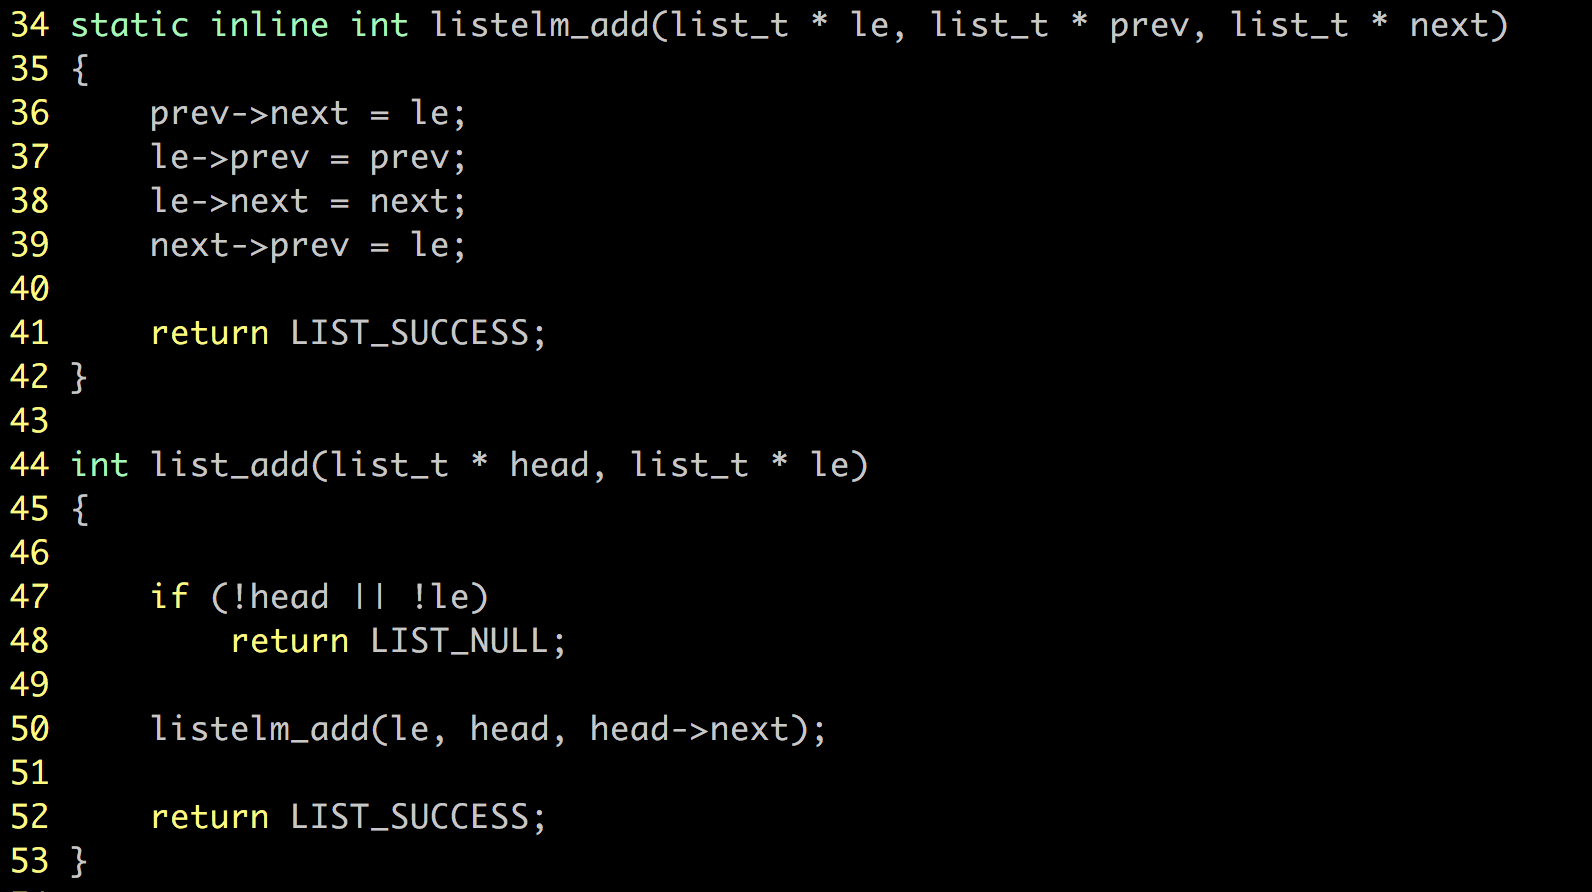 34 static inline int listelm_add(list_t * le, list_t * prev, list_t * next)
35 {
36     prev->next = le;
37     le->prev = prev;
38     le->next = next;
39     next->prev = le;
40
41     return LIST_SUCCESS;
42 }
43
44 int list_add(list_t * head, list_t * le)
45 {
46
47     if (!head || !le)
48         return LIST_NULL;
49
50     listelm_add(le, head, head->next);
51
52     return LIST_SUCCESS;
53 }